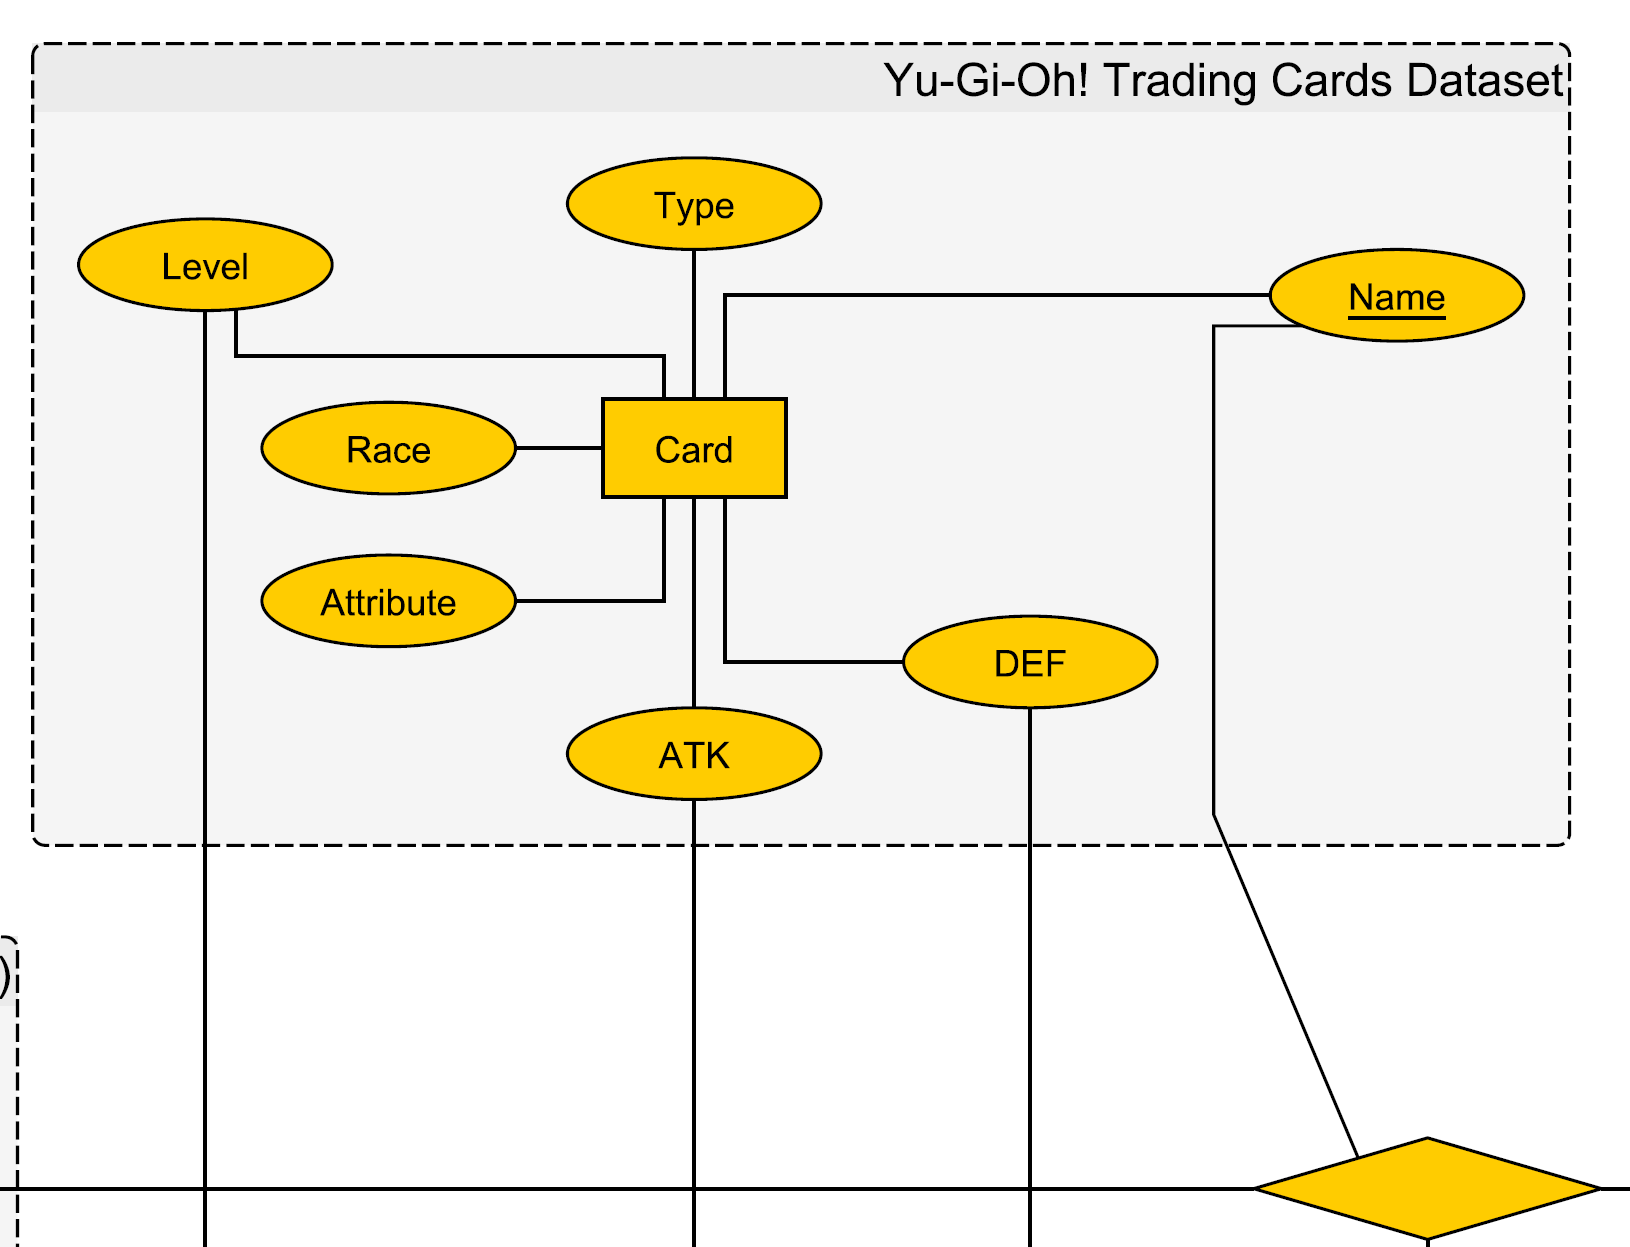 Yu-Gi-Oh! Trading Cards Dataset
Type
Level
Name
Race
Card
Attribute
DEF
ATK
)